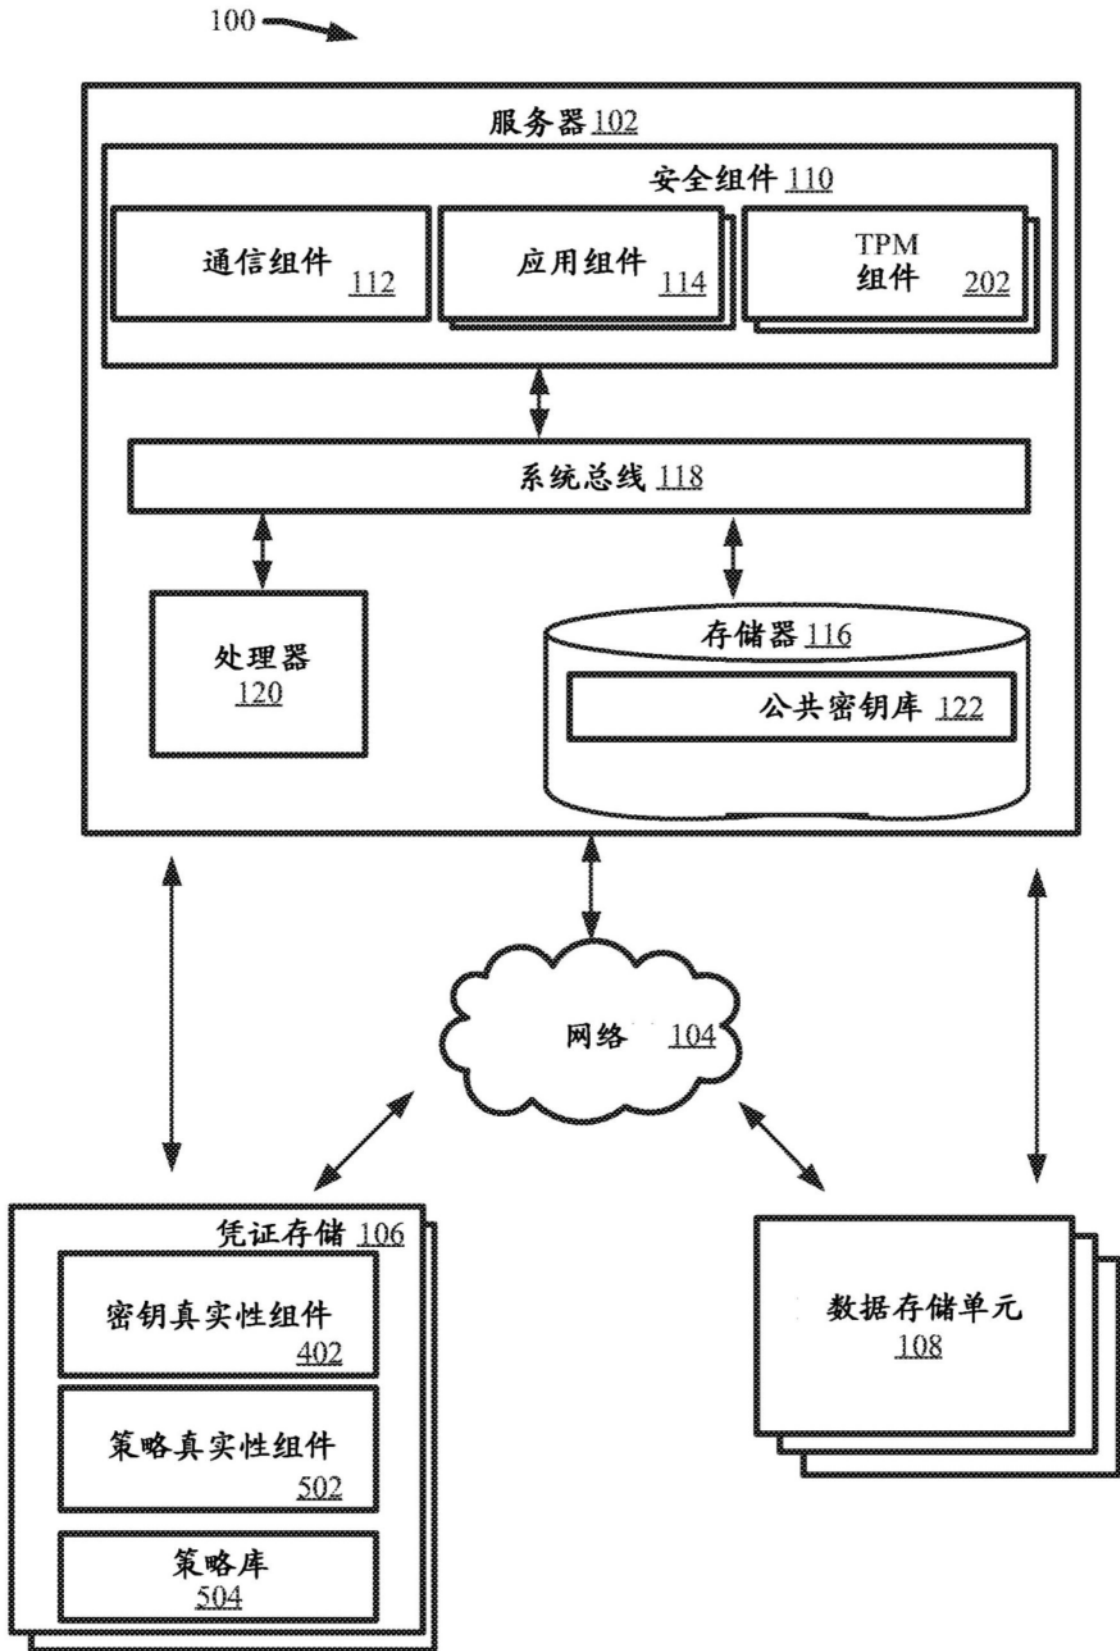 100
服务器 102
安全组件 110
通信组件
112
应用组件
114
TPM
组件 202
系统总线 118
处理器
120
存储器 116
公共密钥库 122
网络 104
凭证存储 106
密钥真实性组件
402
策略真实性组件
502
策略库
504
数据存储单元
108